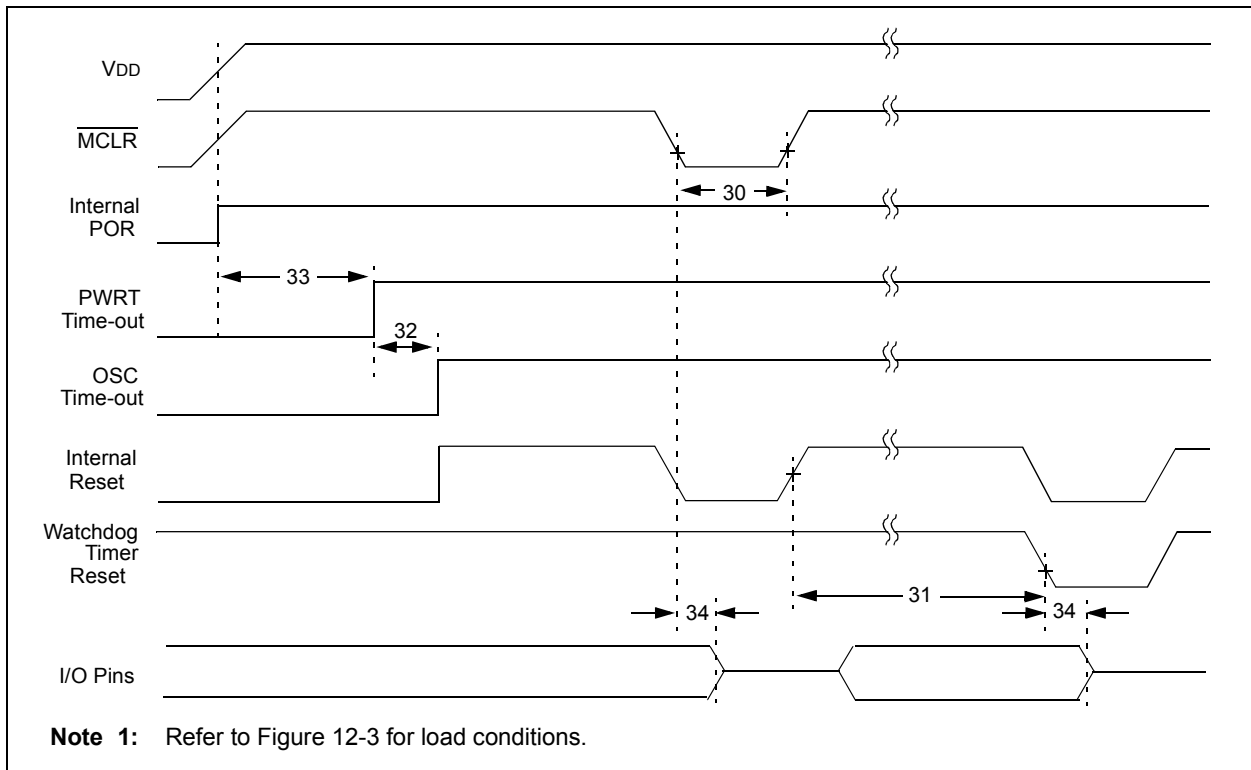 VDD
MCLR
30
Internal
POR
33
PWRT
Time-out
32
OSC
Time-out
Internal
Reset
Watchdog
Timer
Reset
31
34
34
I/O Pins
Note 1: Refer to Figure 12-3 for load conditions.